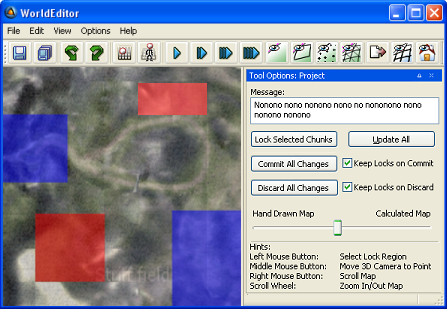 WorldEditor
File Edit View Options Help
Tool Options: Project
Message:
Nonono nono nonono nono no nononono nono
nonono nonono
Lock Selected Chunks Update All
Commit All Changes Keep Locks on Commit
Discard All Changes Keep Locks on Discard
Hand Drawn Map Calculated Map
Hints:
Left Mouse Button: Select Lock Region
Middle Mouse Button: Move 3D Camera to Point
Right Mouse Button: Scroll Map
Scroll Wheel: Zoom In/Out Map
Start field